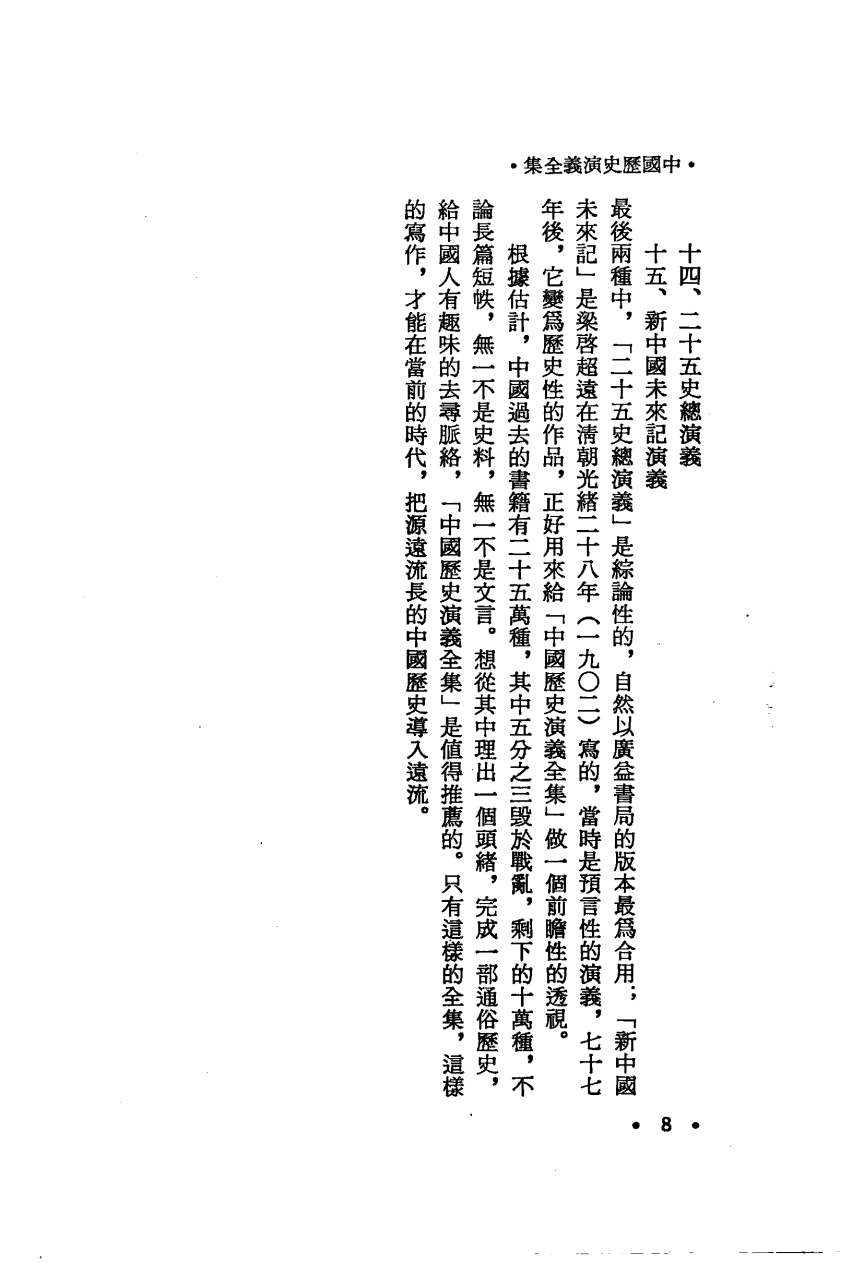 •中國歷史演義全集•
十四、二十五史總演義
十五、新中國未來記演義
最後兩種中，「二十五史總演義」是綜論性的，自然以廣益書局的版本最爲合用；「新中國
未來記」是梁啓超遠在清朝光緒二十八年（一九〇二）寫的，當時是預言性的演義，七十七
年後，它變爲歷史性的作品，正好用來給「中國歷史演義全集」做一個前瞻性的透視。
根據估計，中國過去的書籍有二十五萬種，其中五分之三毀於戰亂，剩下的十萬種，不
論長篇短帙，無一不是史料，無一不是文言。想從其中理出一個頭緒，完成一部通俗歷史，
給中國人有趣味的去尋脈絡，「中國歷史演義全集」是值得推薦的。只有這樣的全集，這樣
的寫作，才能在當前的時代，把源遠流長的中國歷史導入遠流。
• 8 •